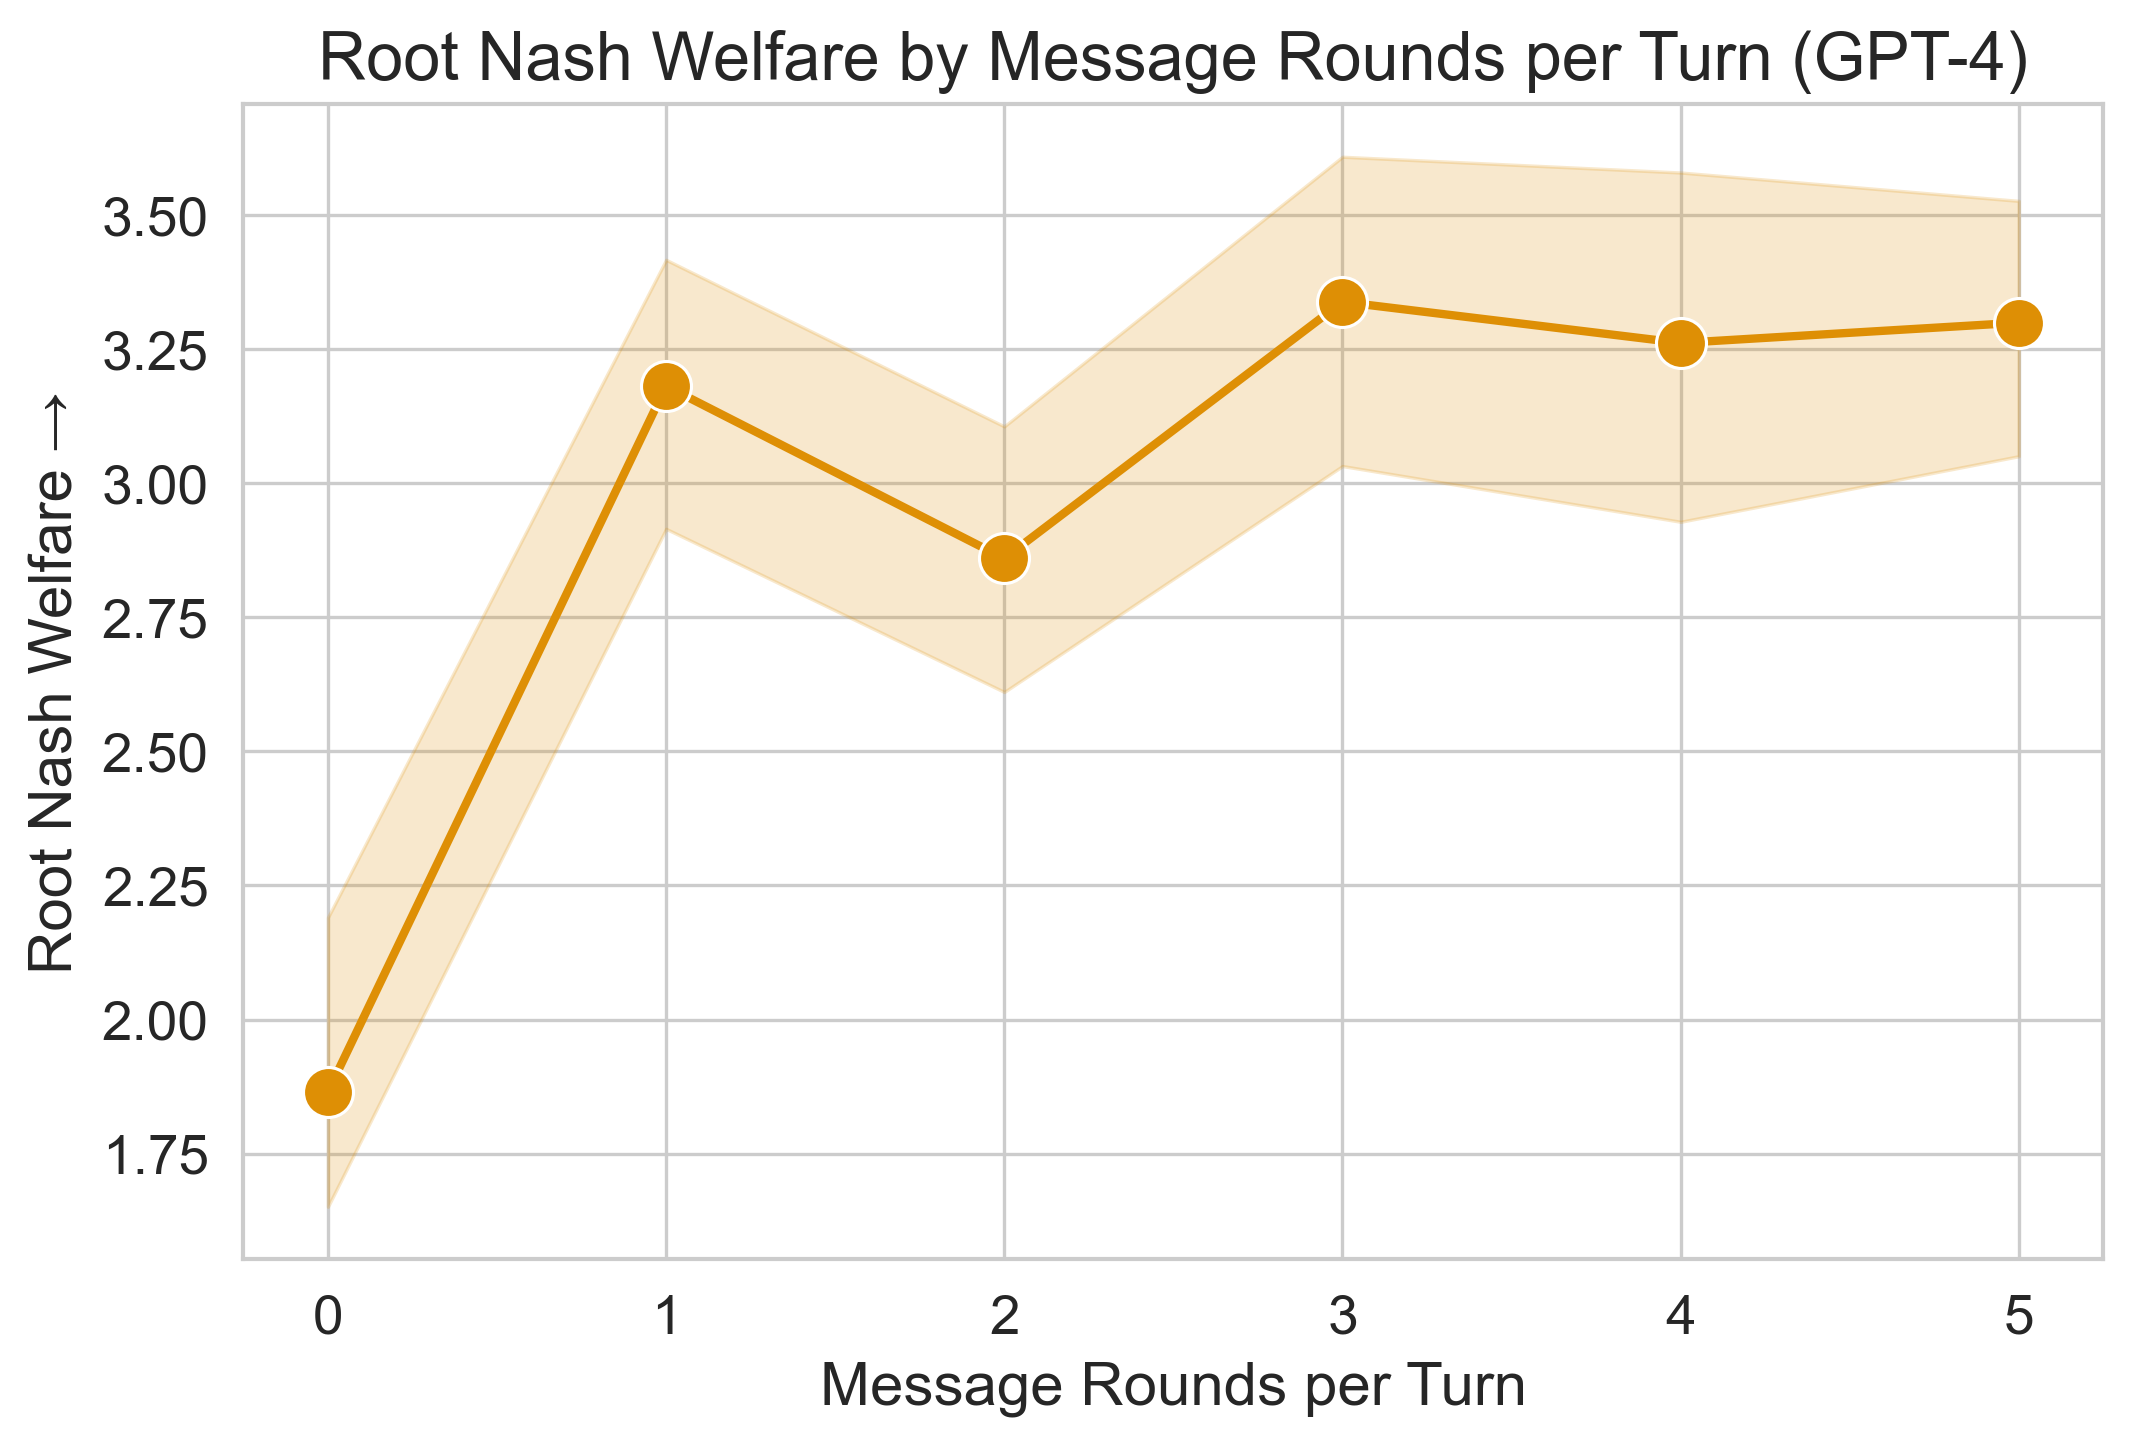 Root Nash Welfare by Message Rounds per Turn (GPT-4)
Root Nash Welfare →
3.50
3.25
3.00
2.75
2.50
2.25
2.00
1.75
0 1 2 3 4 5
Message Rounds per Turn